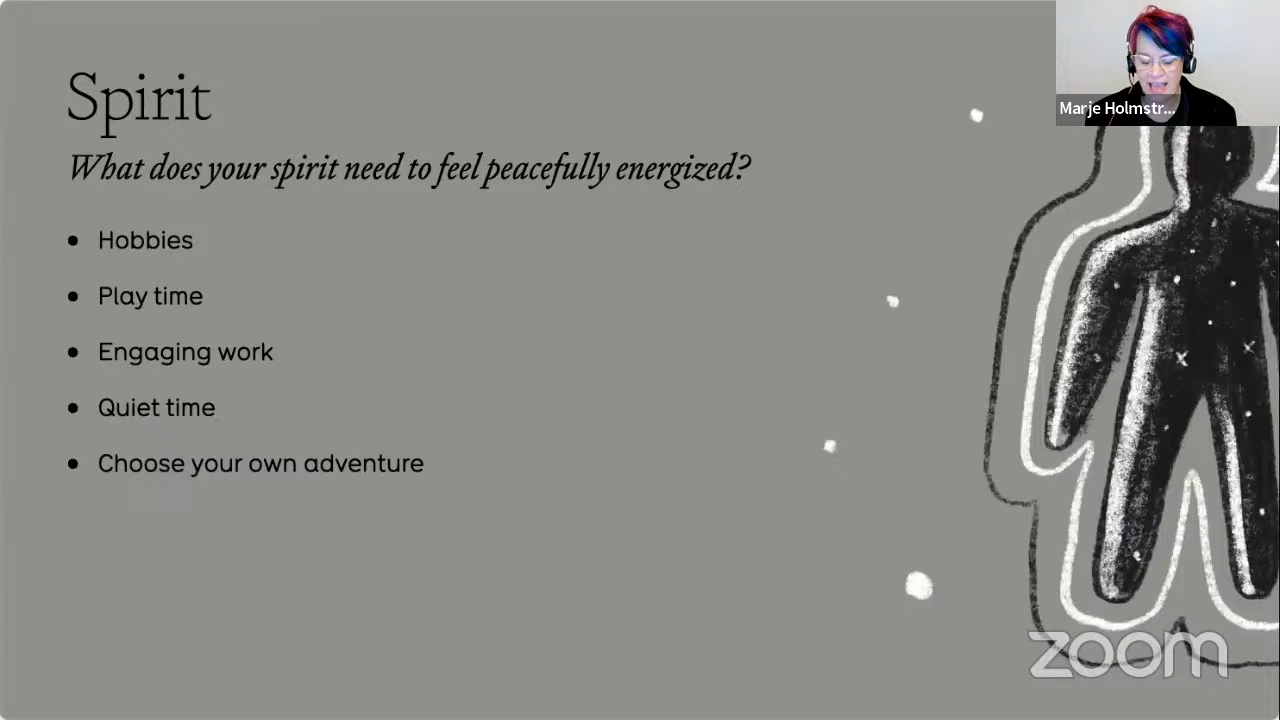 Spirit
What does your spirit need to feel peacefully energized?
• Hobbies
• Play time
• Engaging work
• Quiet time
• Choose your own adventure
Marje Holmstr...
zoom